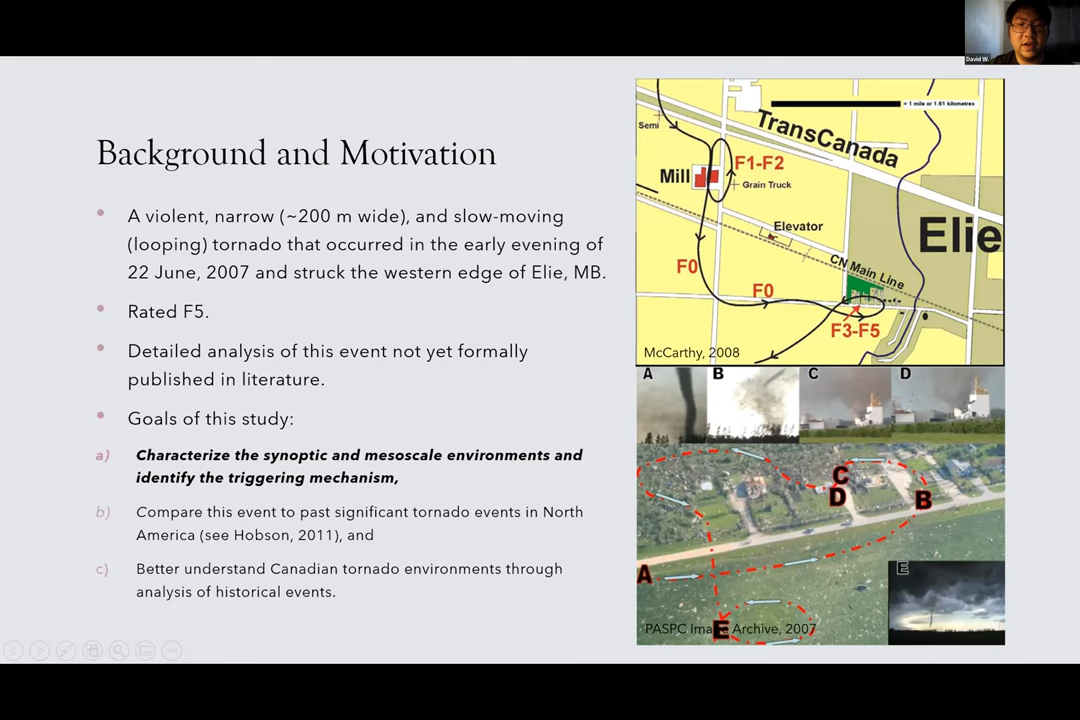 David W.
Background and Motivation
• A violent, narrow (~200 m wide), and slow-moving
(looping) tornado that occurred in the early evening of
22 June, 2007 and struck the western edge of Elie, MB.
• Rated F5.
• Detailed analysis of this event not yet formally
published in literature.
• Goals of this study:
a) Characterize the synoptic and mesoscale environments and
identify the triggering mechanism,
b) Compare this event to past significant tornado events in North
America (see Hobson, 2011), and
c) Better understand Canadian tornado environments through
analysis of historical events.
= 1 mile or 1.61 kilometres
Semi
TransCanada
F1-F2
Mill
Grain Truck
Elevator
Elie
CN Main Line
F0
F0
F3-F5
McCarthy, 2008
A B C D
C
D
B
A
E
E
PASPC Image Archive, 2007